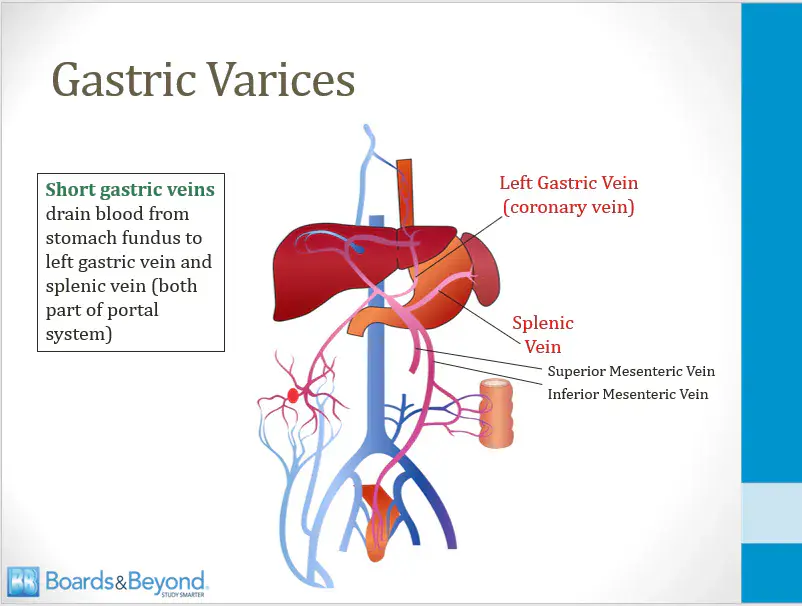 Gastric Varices
Short gastric veins
drain blood from
stomach fundus to
left gastric vein and
splenic vein (both
part of portal
system)
Left Gastric Vein
(coronary vein)
Splenic
Vein
Superior Mesenteric Vein
Inferior Mesenteric Vein
BB Boards&Beyond.
STUDY SMARTER